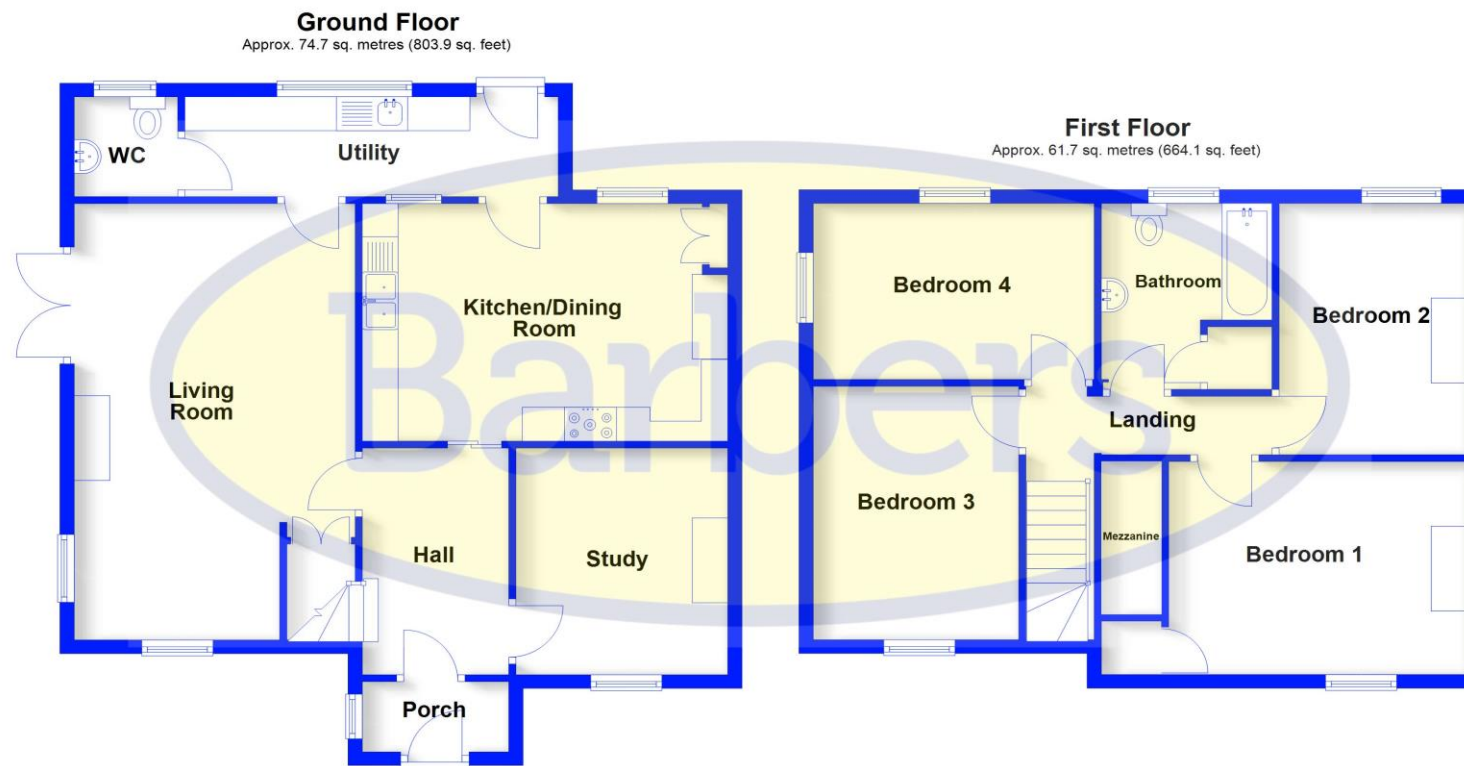 Ground Floor
Approx. 74.7 sq. metres (803.9 sq. feet)
WC
Utility
Kitchen/Dining
Room
Living
Room
Hall
Study
Porch
First Floor
Approx. 61.7 sq. metres (664.1 sq. feet)
Bedroom 4
Bathroom
Bedroom 2
Landing
Bedroom 3
Mezzanine
Bedroom 1
Barbers